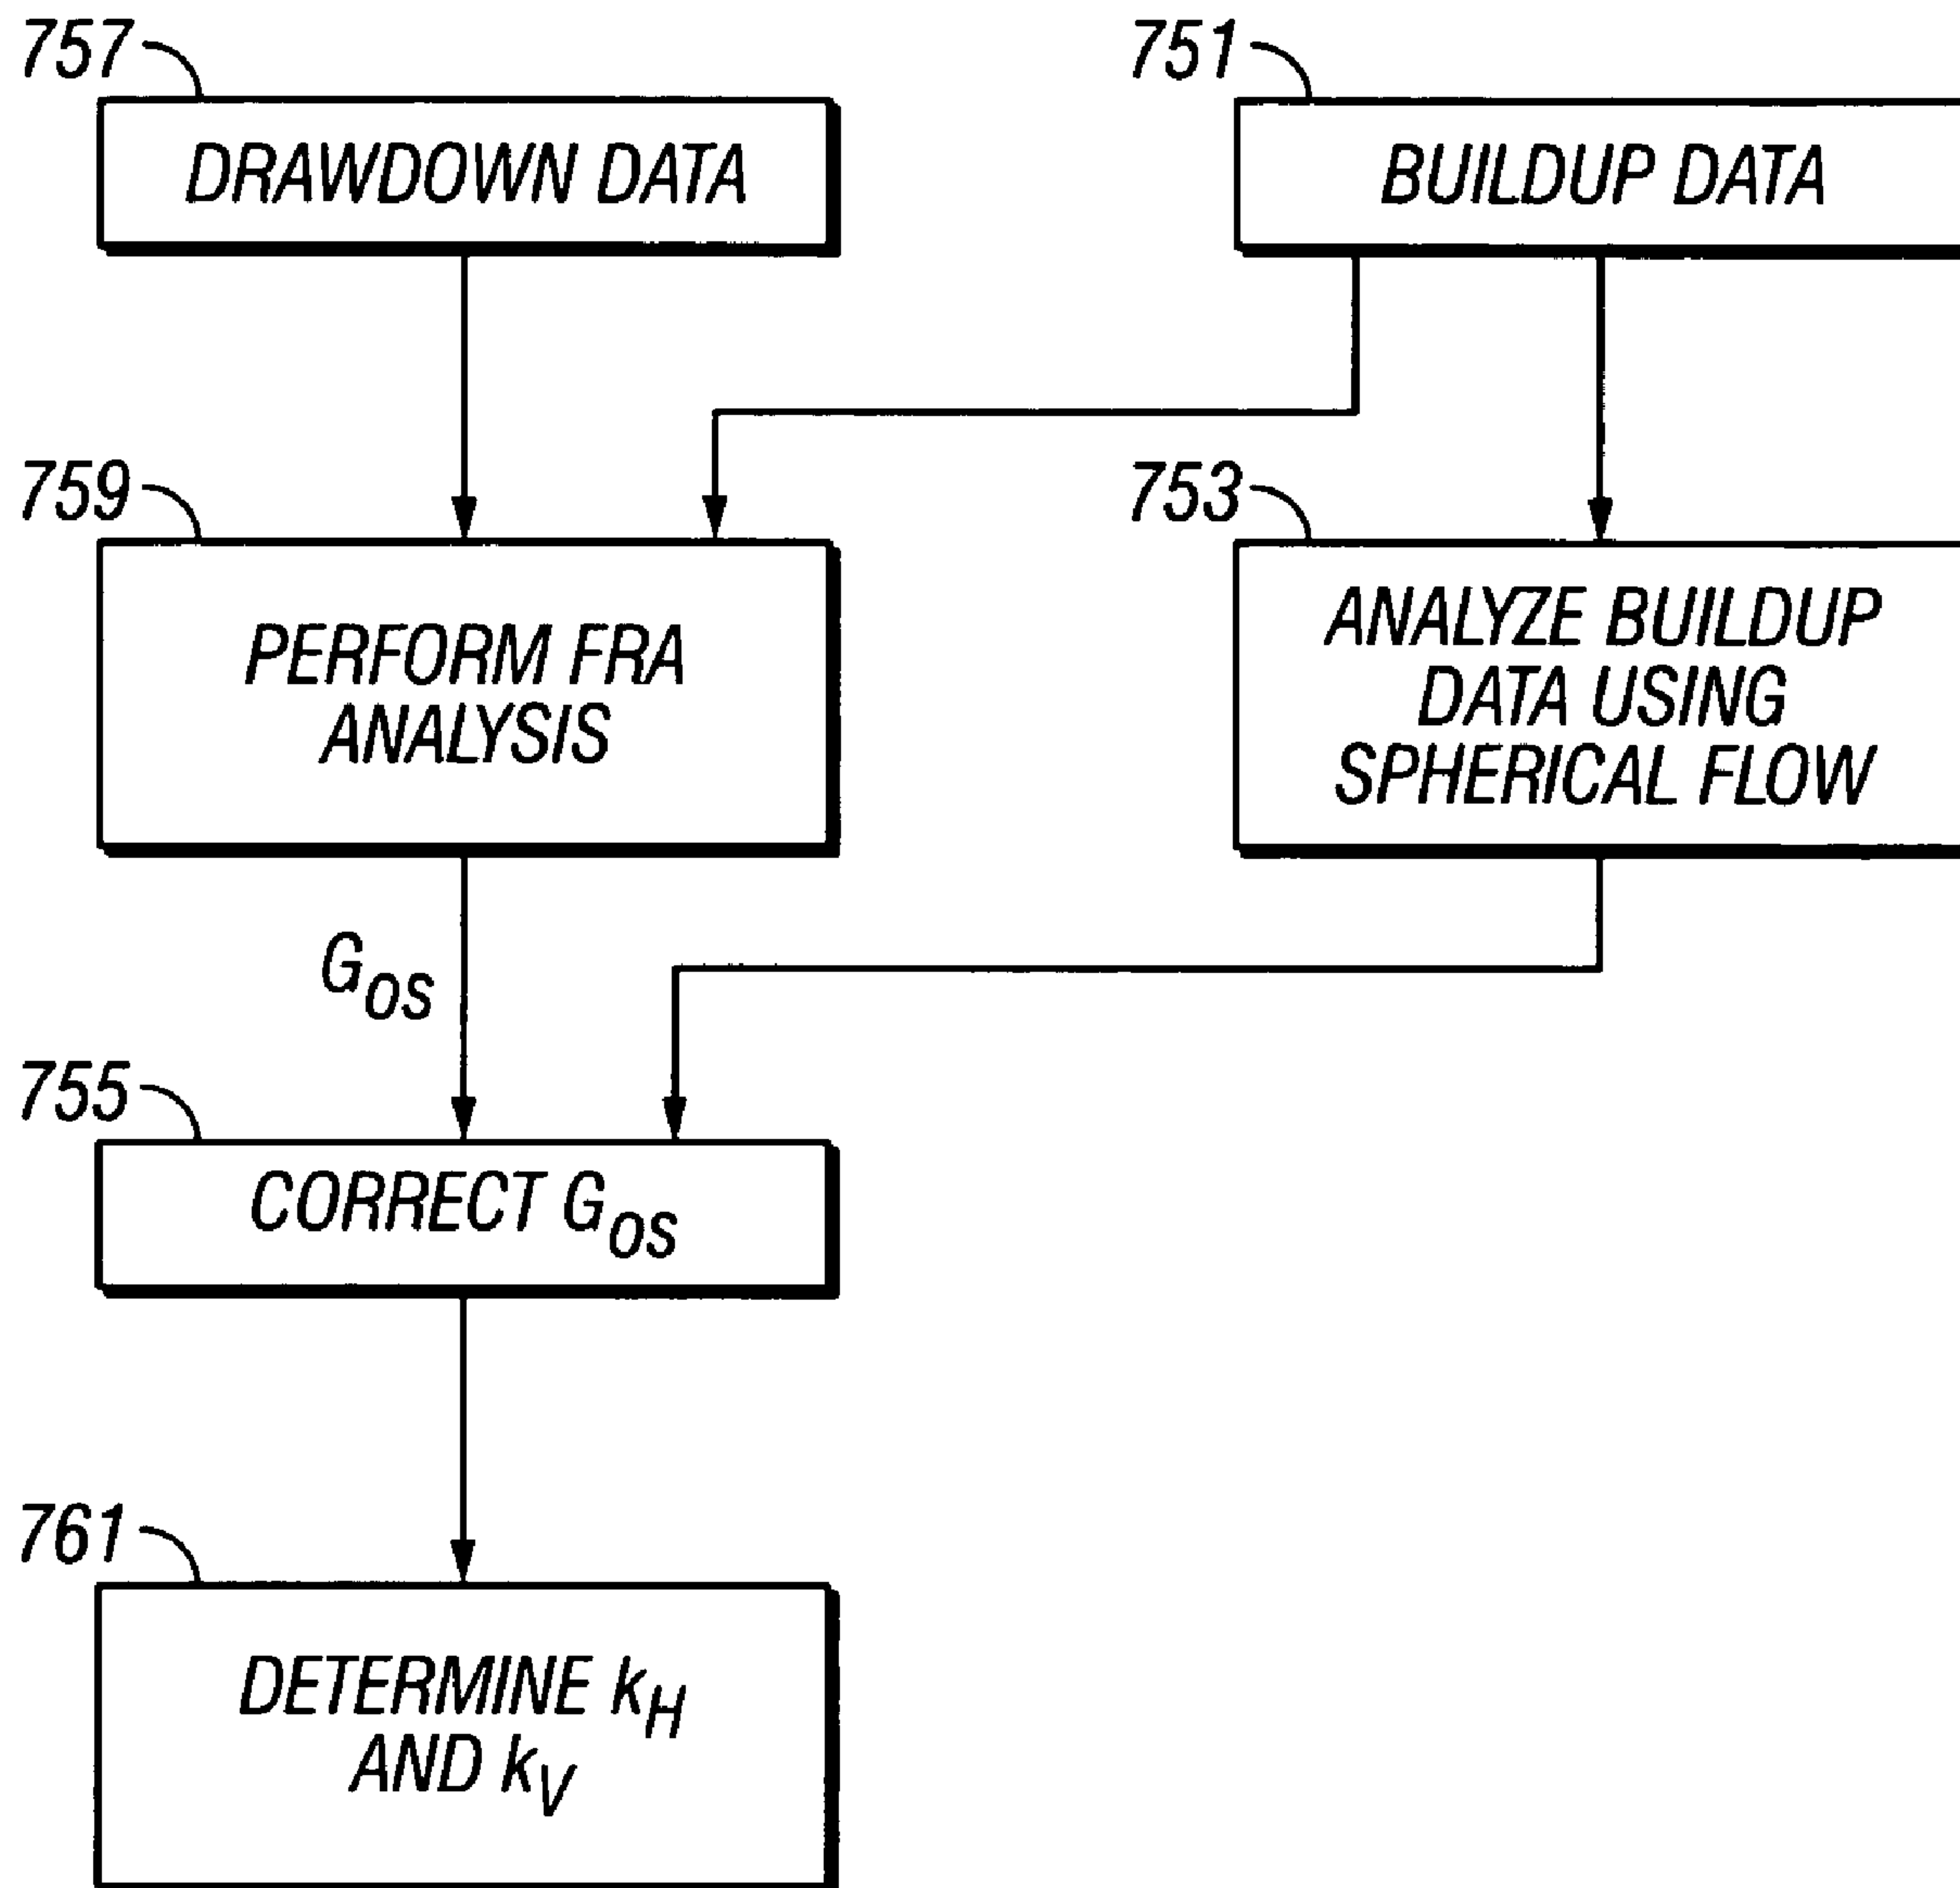 757
751
DRAWDOWN DATA
BUILDUP DATA
759
753
PERFORM FRA
ANALYSIS
ANALYZE BUILDUP
DATA USING
SPHERICAL FLOW
GOS
755
CORRECT GOS
761
DETERMINE kH
AND kV